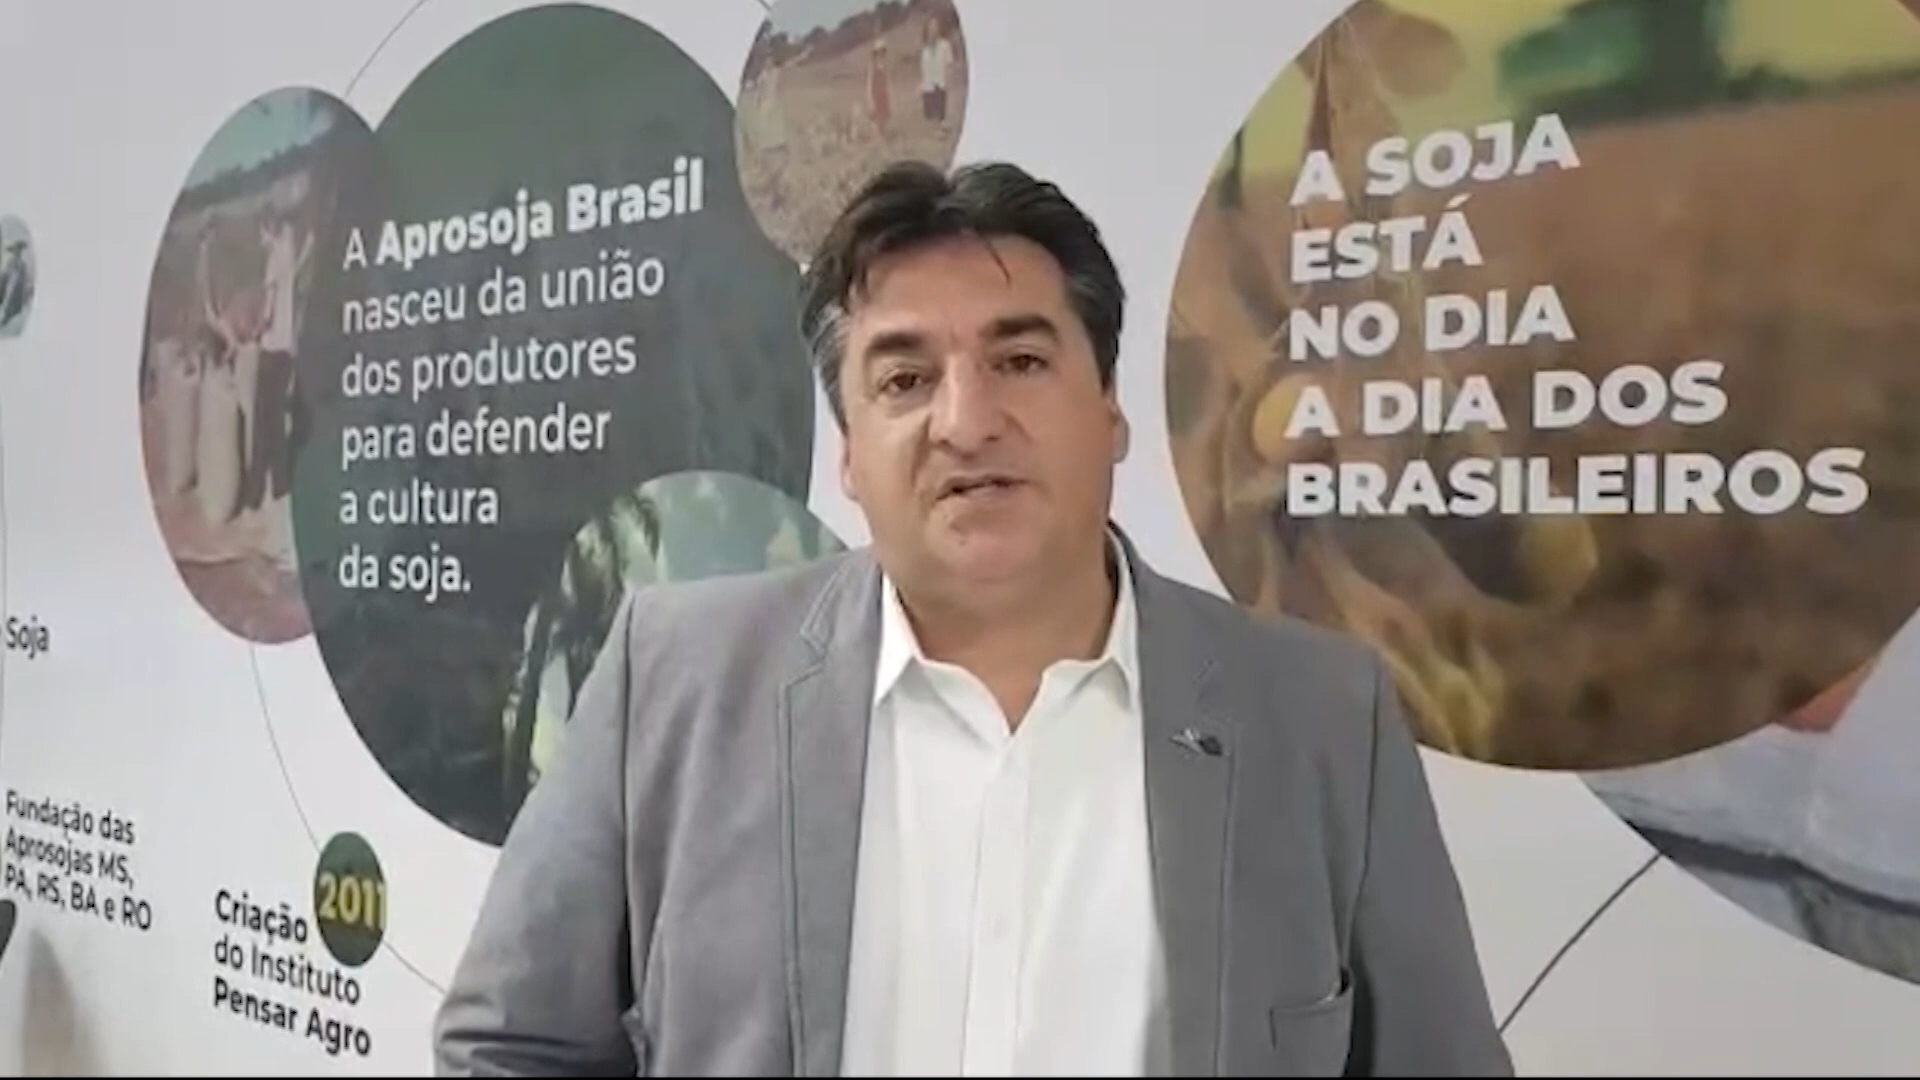 A Aprosoja Brasil
nasceu da união
dos produtores
para defender
a cultura
da soja.
A SOJA
ESTÁ
NO DIA
A DIA DOS
BRASILEIROS
Soja
Fundação das
Aprosojas MS,
PA, RS, BA e RO
2011
Criação
do Instituto
Pensar Agro